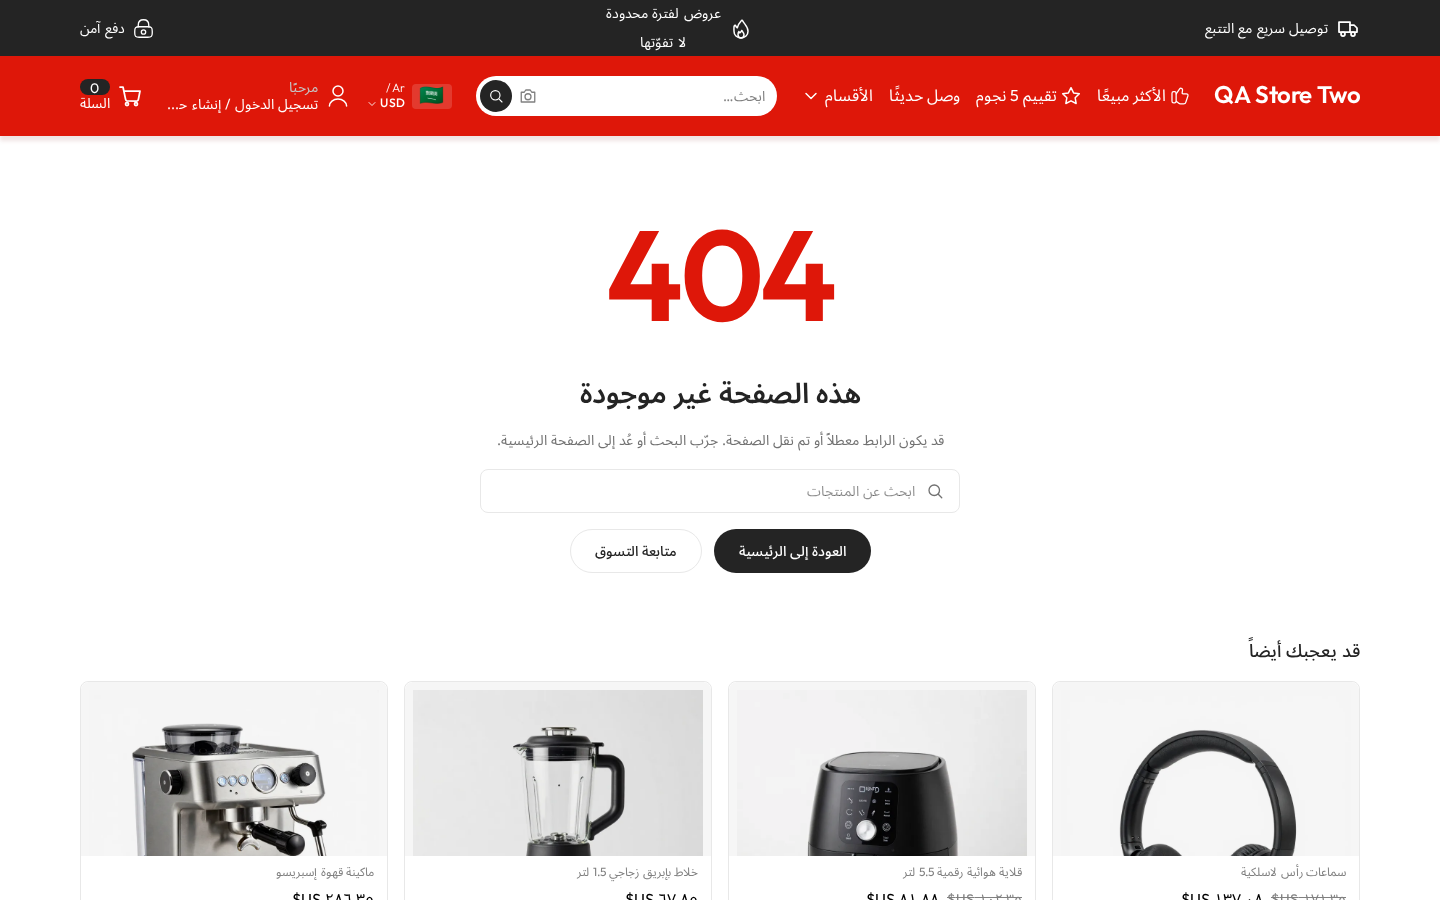 توصيل سريع مع التتبع
عروض لفترة محدودة
لا تفوّتها
دفع آمن
QA Store Two
الأكثر مبيعًا
تقييم 5 نجوم
وصل حديثًا
الأقسام
ابحث...
Ar /
USD
مرحبًا
تسجيل الدخول / إنشاء حـ...
0
السلة
404
هذه الصفحة غير موجودة
قد يكون الرابط معطلاً أو تم نقل الصفحة. جرّب البحث أو عُد إلى الصفحة الرئيسية.
ابحث عن المنتجات
العودة إلى الرئيسية
متابعة التسوق
قد يعجبك أيضاً
سماعات رأس لاسلكية
قلاية هوائية رقمية 5.5 لتر
خلاط بإبريق زجاجي 1.5 لتر
ماكينة قهوة إسبريسو